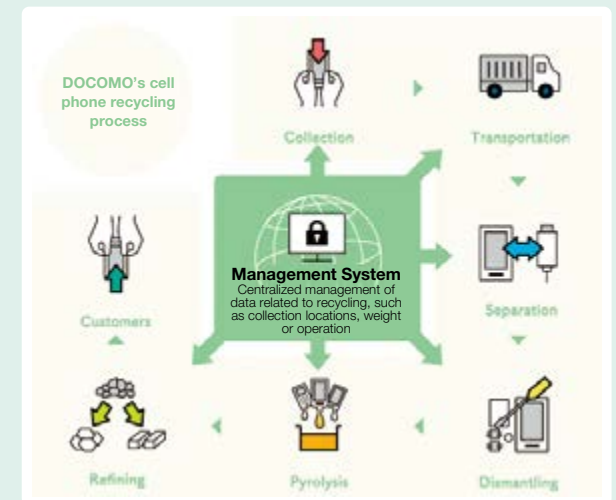 DOCOMO's cell
phone recycling
process
Collection
Transportation
Management System
Centralized management of
data related to recycling, such
as collection locations, weight
or operation
Customers
Separation
Refining
Pyrolysis
Dismantling